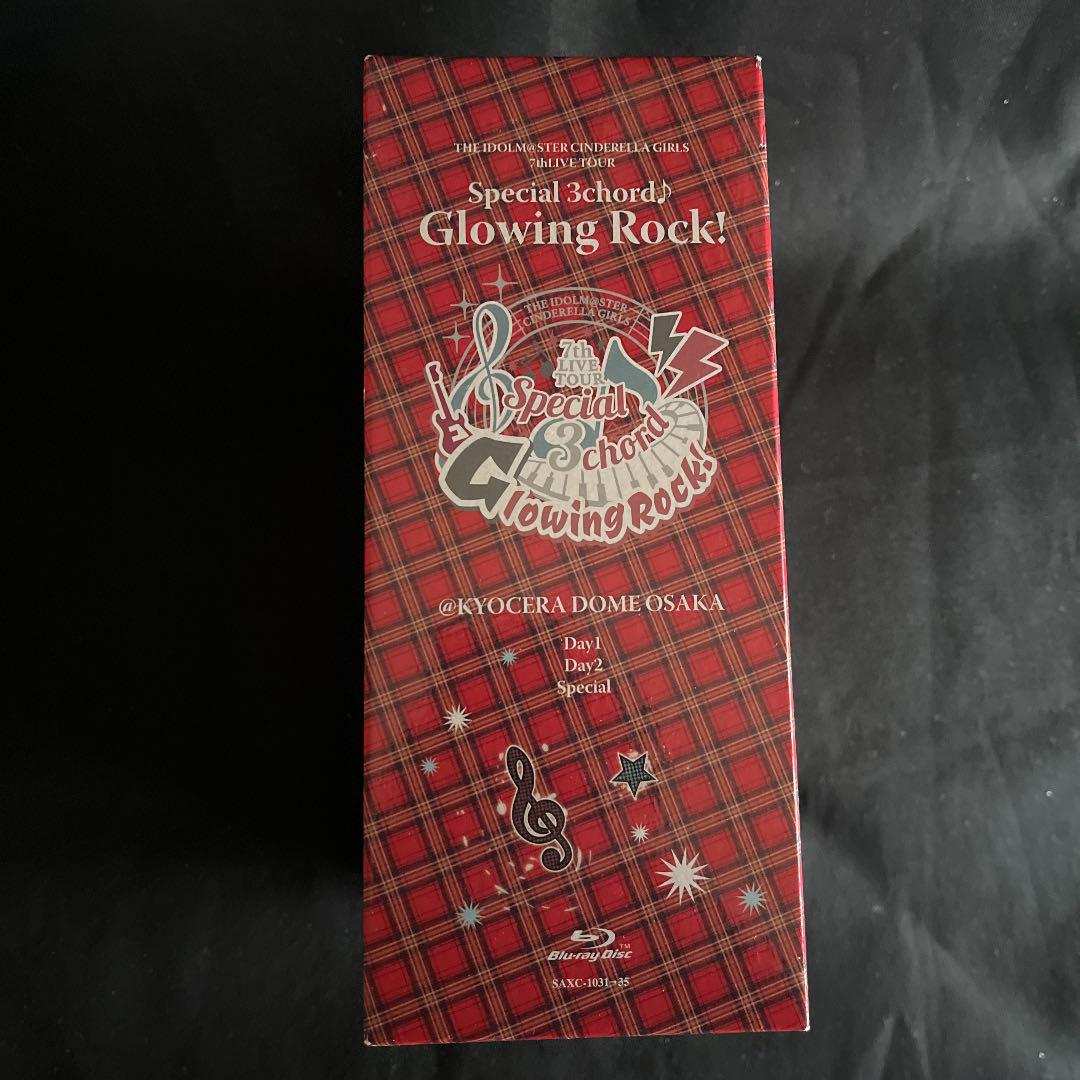 THE IDOLM@STER CINDERELLA GIRLS
7thLIVE TOUR
Special 3chord♪
Glowing Rock!
THE IDOLM@STER
CINDERELLA GIRLS
7th
LIVE
TOUR
Special
3chord
Glowing Rock!
@KYOCERA DOME OSAKA
Day1
Day2
Special
Blu-ray Disc™
SAXC-1031~35